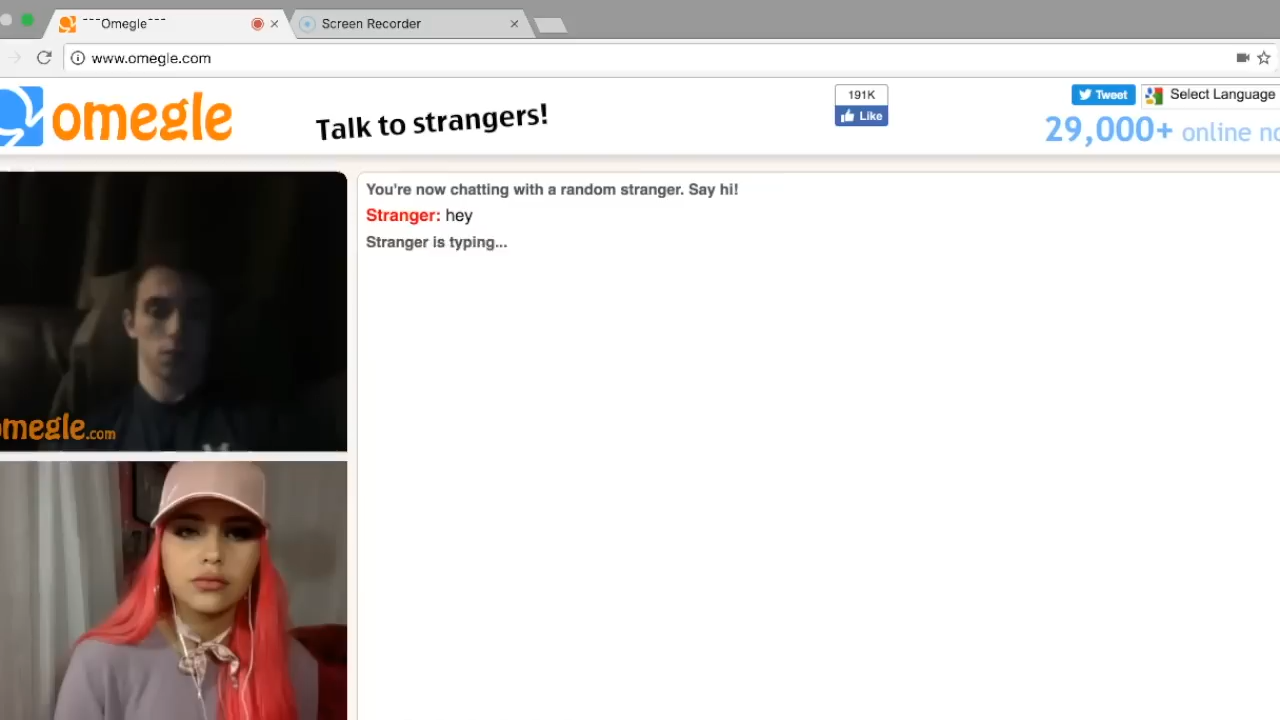 ~~~Omegle~~~
Screen Recorder
www.omegle.com
omegle
Talk to strangers!
191K
Like
Tweet
Select Language
29,000+ online no
You're now chatting with a random stranger. Say hi!
Stranger: hey
Stranger is typing...
omegle.com